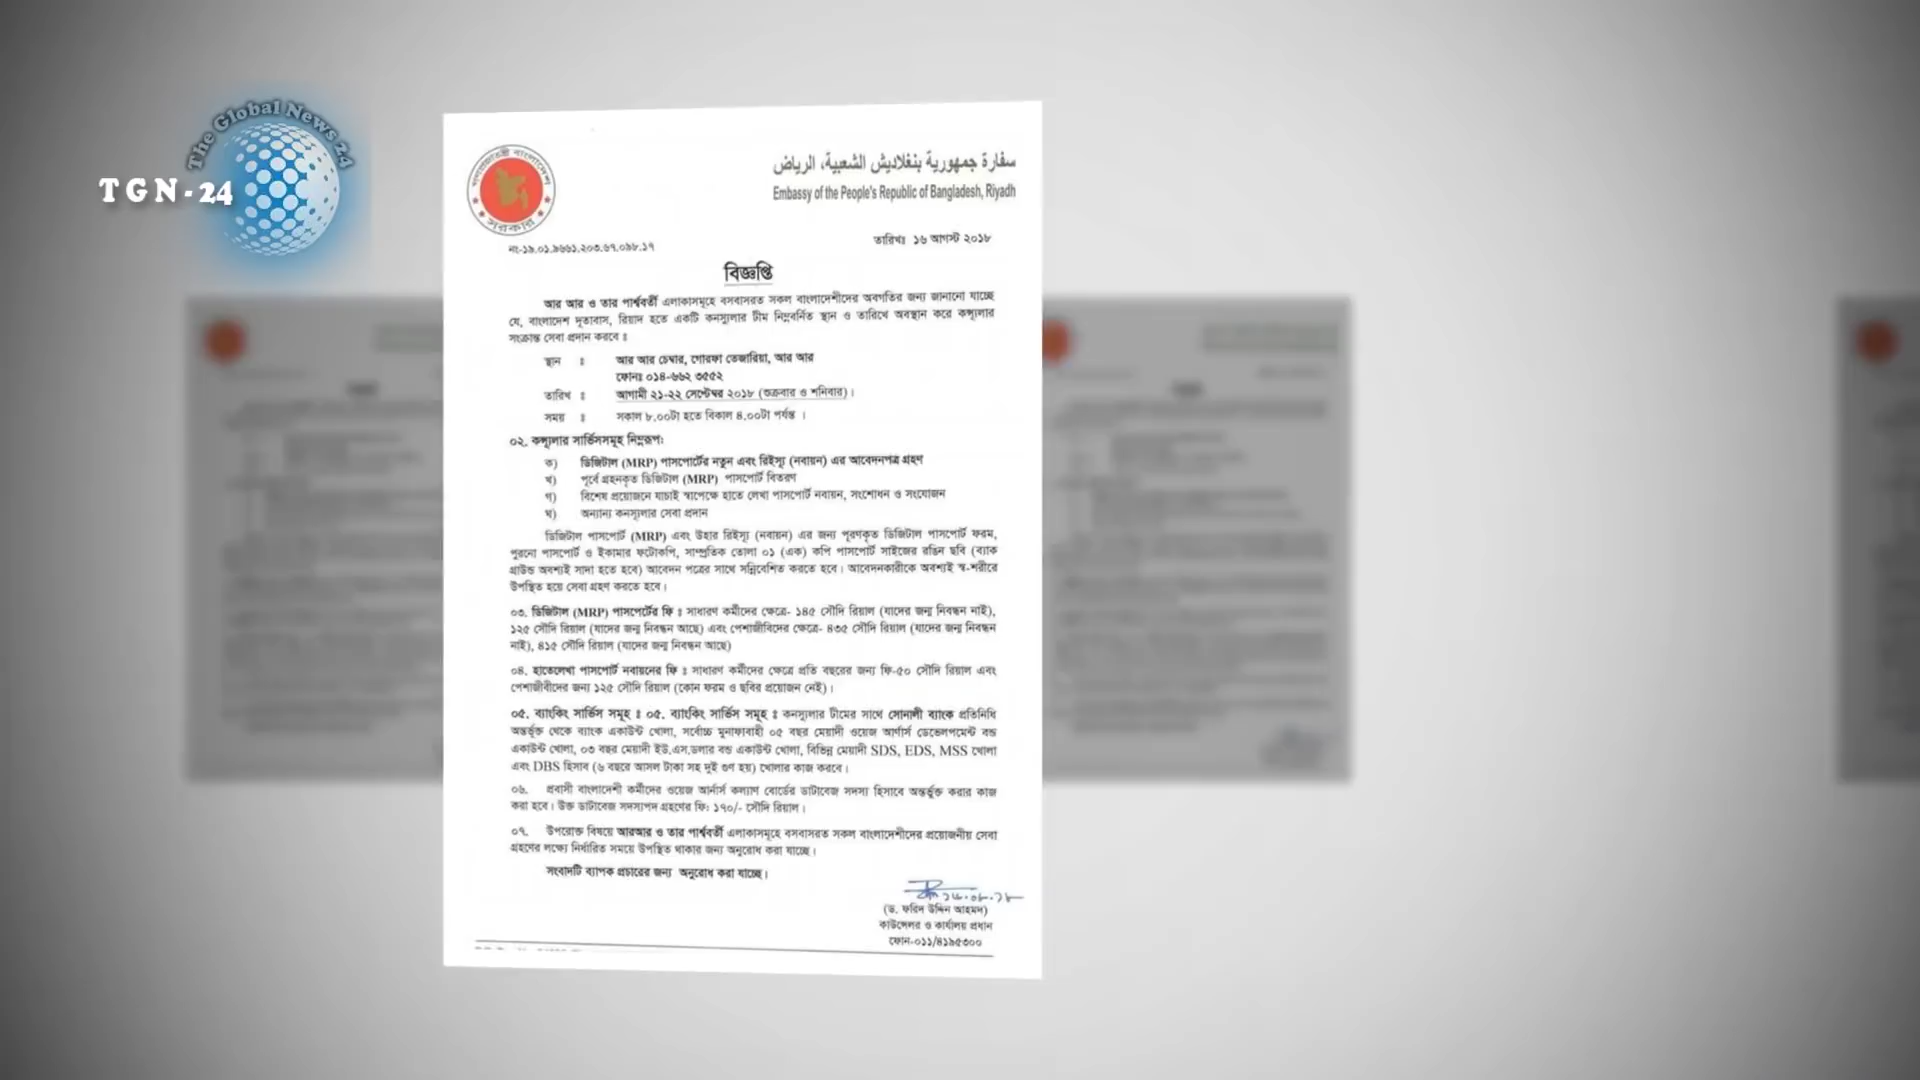 The Global News 24
TGN-24
গণপ্রজাতন্ত্রী বাংলাদেশ
সরকার
سفارة جمهورية بنغلاديش الشعبية، الرياض
Embassy of the People's Republic of Bangladesh, Riyadh
নং-১৯.০১.৯৬৬১.২০৩.৬৭.০৯৮.১৭
তারিখঃ ১৬ আগস্ট ২০১৮
বিজ্ঞপ্তি
আর আর ও তার পার্শ্ববর্তী এলাকাসমূহে বসবাসরত সকল বাংলাদেশীদের অবগতির জন্য জানানো যাচ্ছে
যে, বাংলাদেশ দূতাবাস, রিয়াদ হতে একটি কনস্যুলার টীম নিম্নবর্নিত স্থান ও তারিখে অবস্থান করে কন্স্যুলার
সংক্রান্ত সেবা প্রদান করবে ঃ
স্থান ঃ আর আর চেম্বার, গোরফা তেজারিয়া, আর আর
ফোনঃ ০১৪-৬৬২ ৩৫৫২
তারিখ ঃ আগামী ২১-২২ সেপ্টেম্বর ২০১৮ (শুক্রবার ও শনিবার)।
সময় ঃ সকাল ৮.০০টা হতে বিকাল ৪.০০টা পর্যন্ত ।
০২. কন্স্যুলার সার্ভিসসমূহ নিম্নরূপ:
ক) ডিজিটাল (MRP) পাসপোর্টের নতুন এবং রিইস্যু (নবায়ন) এর আবেদনপত্র গ্রহণ
খ) পূর্বে গ্রহনকৃত ডিজিটাল (MRP) পাসপোর্ট বিতরণ
গ) বিশেষ প্রয়োজনে যাচাই স্বাপেক্ষে হাতে লেখা পাসপোর্ট নবায়ন, সংশোধন ও সংযোজন
ঘ) অন্যান্য কনস্যুলার সেবা প্রদান
ডিজিটাল পাসপোর্ট (MRP) এবং উহার রিইস্যু (নবায়ন) এর জন্য পূরণকৃত ডিজিটাল পাসপোর্ট ফরম,
পুরনো পাসপোর্ট ও ইকামার ফটোকপি, সাম্প্রতিক তোলা ০১ (এক) কপি পাসপোর্ট সাইজের রঙিন ছবি (ব্যাক
গ্রাউন্ড অবশ্যই সাদা হতে হবে) আবেদন পত্রের সাথে সন্নিবেশিত করতে হবে। আবেদনকারীকে অবশ্যই স্ব-শরীরে
উপস্থিত হয়ে সেবা গ্রহণ করতে হবে।
০৩. ডিজিটাল (MRP) পাসপের্টের ফি ঃ সাধারণ কর্মীদের ক্ষেত্রে- ১৪৫ সৌদি রিয়াল (যাদের জন্ম নিবন্ধন নাই),
১২৫ সৌদি রিয়াল (যাদের জন্ম নিবন্ধন আছে) এবং পেশাজীবিদের ক্ষেত্রে- ৪৩৫ সৌদি রিয়াল (যাদের জন্ম নিবন্ধন
নাই), ৪১৫ সৌদি রিয়াল (যাদের জন্ম নিবন্ধন আছে)
০৪. হাতেলেখা পাসপোর্ট নবায়নের ফি ঃ সাধারণ কর্মীদের ক্ষেত্রে প্রতি বছরের জন্য ফি-৫০ সৌদি রিয়াল এবং
পেশাজীবীদের জন্য ১২৫ সৌদি রিয়াল (কোন ফরম ও ছবির প্রয়োজন নেই)।
০৫. ব্যাংকিং সার্ভিস সমূহ ঃ ০৫. ব্যাংকিং সার্ভিস সমূহ ঃ কনস্যুলার টীমের সাথে সোনালী ব্যাংক প্রতিনিধি
অন্তর্ভুক্ত থেকে ব্যাংক একাউন্ট খোলা, সর্বোচ্চ মুনাফাবাহী ০৫ বছর মেয়াদী ওয়েজ আর্ণার্স ডেভেলপমেন্ট বন্ড
একাউন্ট খোলা, ০৩ বছর মেয়াদী ইউ.এস.ডলার বন্ড একাউন্ট খোলা, বিভিন্ন মেয়াদী SDS, EDS, MSS খোলা
এবং DBS হিসাব (৬ বছরে আসল টাকা সহ দুই গুণ হয়) খোলার কাজ করবে।
০৬. প্রবাসী বাংলাদেশী কর্মীদের ওয়েজ আর্নার্স কল্যাণ বোর্ডের ডাটাবেজ সদস্য হিসাবে অন্তর্ভুক্ত করার কাজ
করা হবে। উক্ত ডাটাবেজ সদস্যপদ গ্রহণের ফি: ১৭০/- সৌদি রিয়াল।
০৭. উপরোক্ত বিষয়ে আরআর ও তার পার্শ্ববর্তী এলাকাসমূহে বসবাসরত সকল বাংলাদেশীদের প্রয়োজনীয় সেবা
গ্রহণের লক্ষ্যে নির্ধারিত সময়ে উপস্থিত থাকার জন্য অনুরোধ করা যাচ্ছে।
সংবাদটি ব্যাপক প্রচারের জন্য অনুরোধ করা যাচ্ছে।
(ড. ফরিদ উদ্দিন আহমদ)
কাউন্সেলর ও কার্যালয় প্রধান
ফোন-০১১/৪১৯৫৩০০